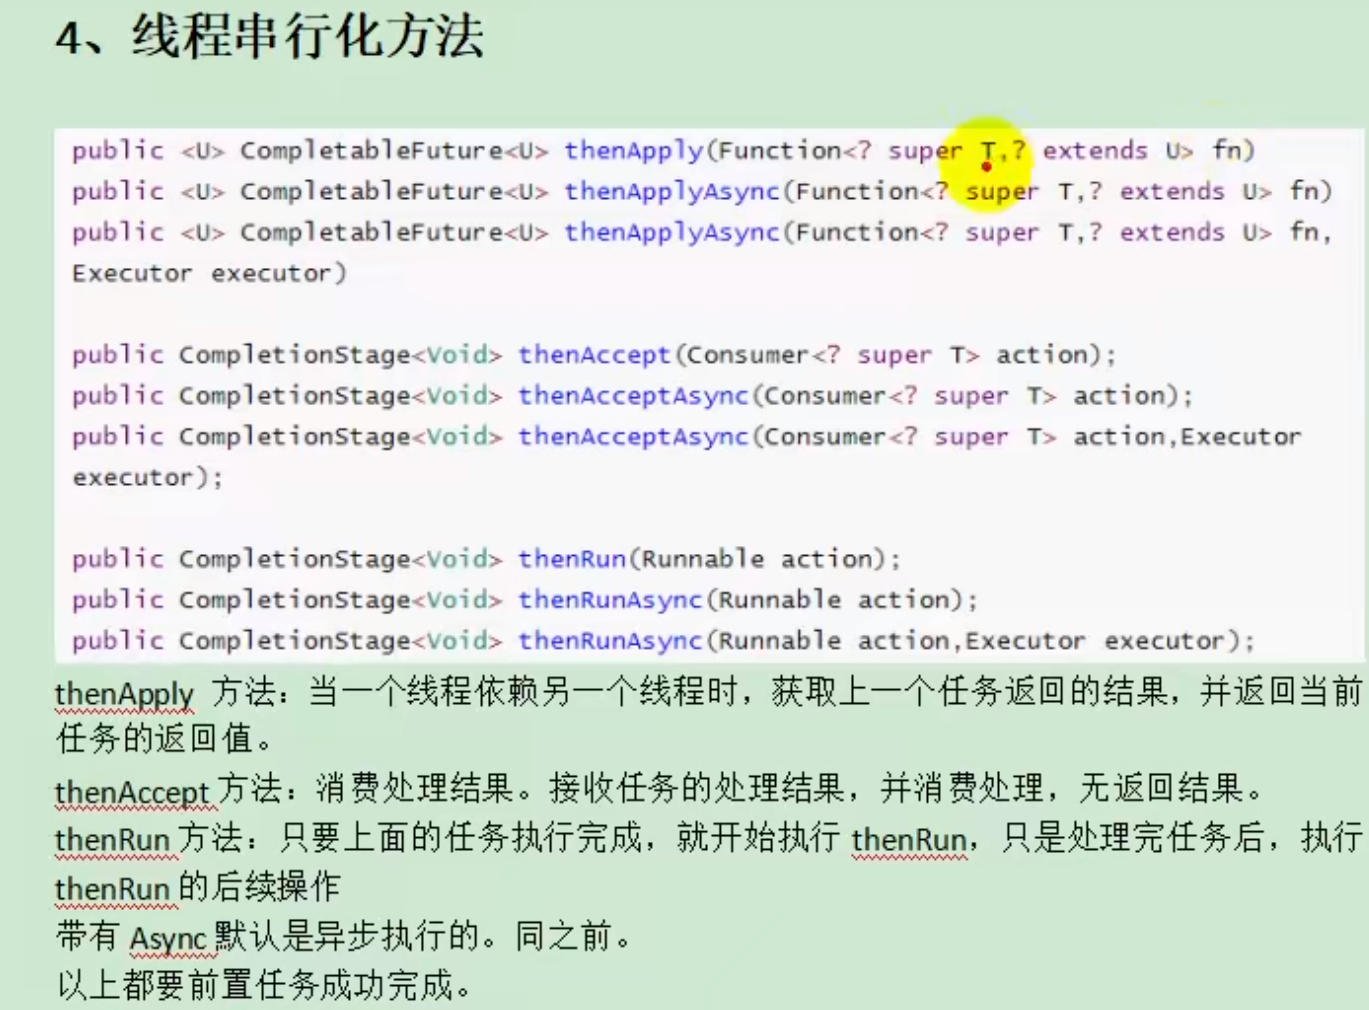 4、线程串行化方法
public <U> CompletableFuture<U> thenApply(Function<? super T,? extends U> fn)
public <U> CompletableFuture<U> thenApplyAsync(Function<? super T,? extends U> fn)
public <U> CompletableFuture<U> thenApplyAsync(Function<? super T,? extends U> fn,
Executor executor)
public CompletionStage<Void> thenAccept(Consumer<? super T> action);
public CompletionStage<Void> thenAcceptAsync(Consumer<? super T> action);
public CompletionStage<Void> thenAcceptAsync(Consumer<? super T> action,Executor
executor);
public CompletionStage<Void> thenRun(Runnable action);
public CompletionStage<Void> thenRunAsync(Runnable action);
public CompletionStage<Void> thenRunAsync(Runnable action,Executor executor);
thenApply 方法：当一个线程依赖另一个线程时，获取上一个任务返回的结果，并返回当前
任务的返回值。
thenAccept 方法：消费处理结果。接收任务的处理结果，并消费处理，无返回结果。
thenRun 方法：只要上面的任务执行完成，就开始执行 thenRun，只是处理完任务后，执行
thenRun 的后续操作
带有 Async 默认是异步执行的。同之前。
以上都要前置任务成功完成。